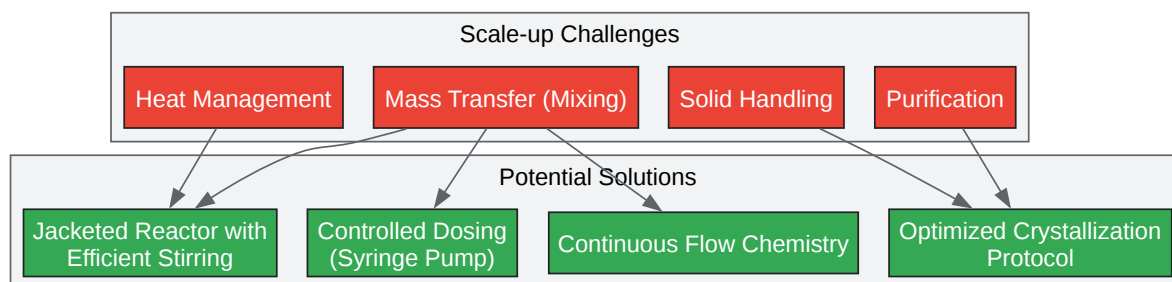 Scale-up Challenges
Heat Management
Mass Transfer (Mixing)
Solid Handling
Purification
Potential Solutions
Jacketed Reactor with
Efficient Stirring
Controlled Dosing
(Syringe Pump)
Continuous Flow Chemistry
Optimized Crystallization
Protocol